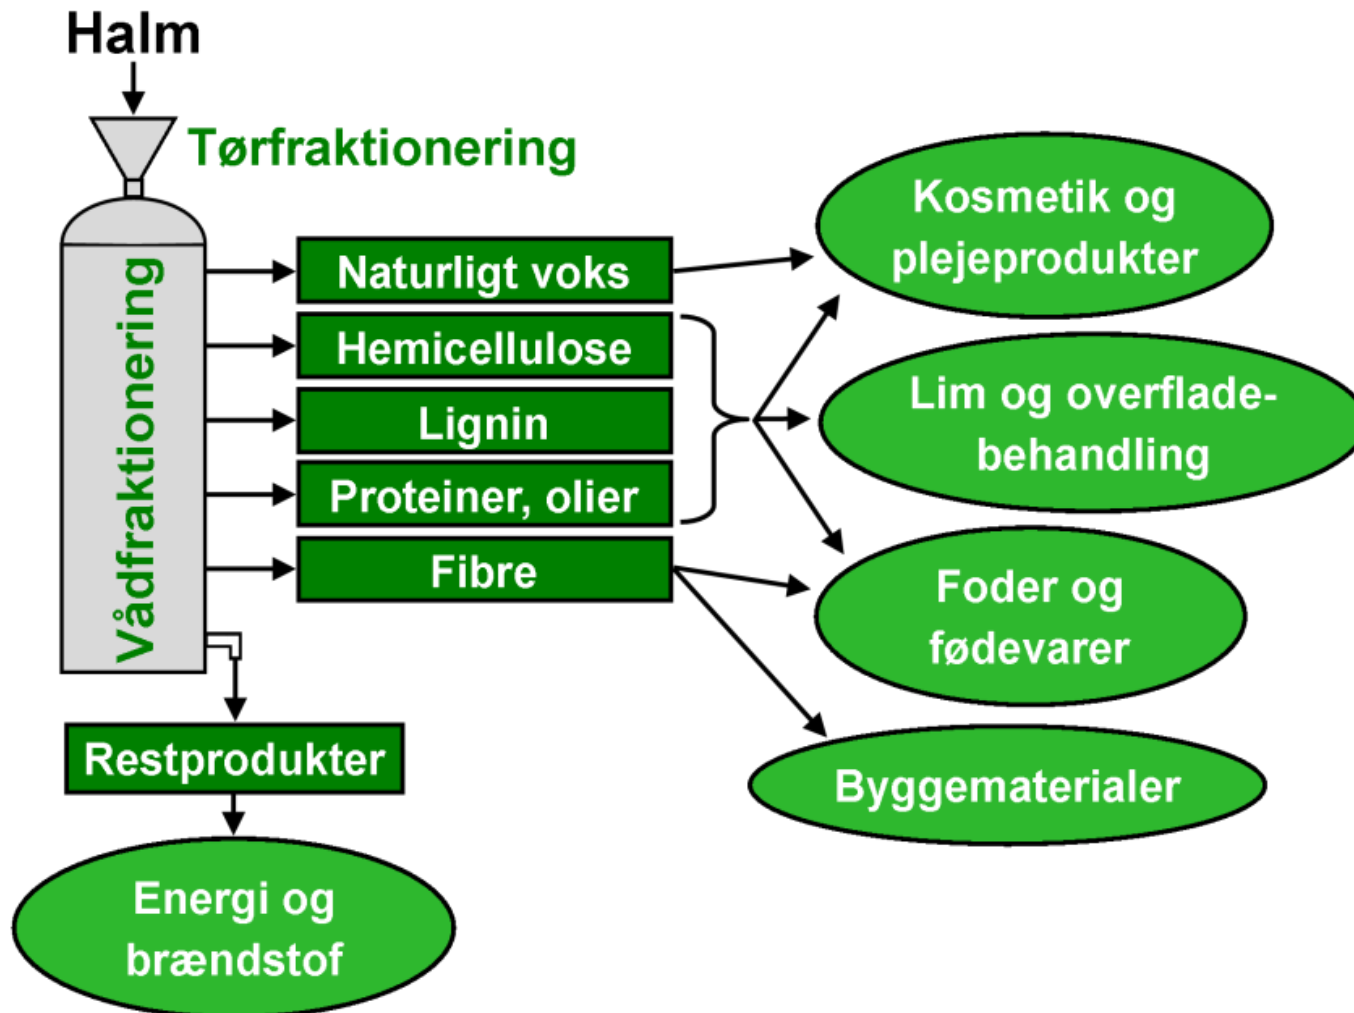 Halm
Tørfraktionering
Vådfraktionering
Naturligt voks
Hemicellulose
Lignin
Proteiner, olier
Fibre
Restprodukter
Energi og
brændstof
Kosmetik og
plejeprodukter
Lim og overflade-
behandling
Foder og
fødevarer
Byggematerialer